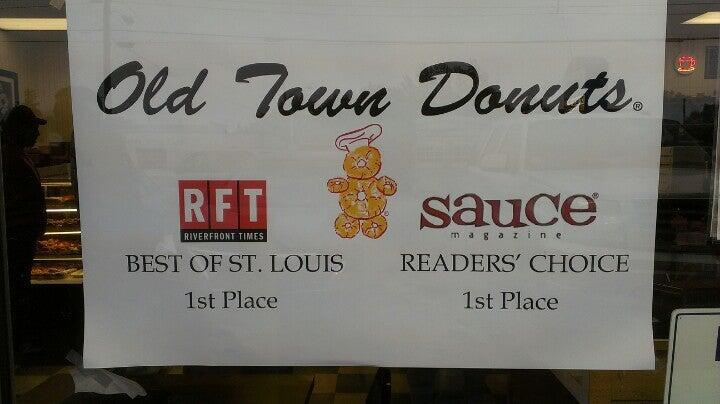 Old Town Donuts®
RFT
RIVERFRONT TIMES
BEST OF ST. LOUIS
1st Place
sauce®
magazine
READERS' CHOICE
1st Place